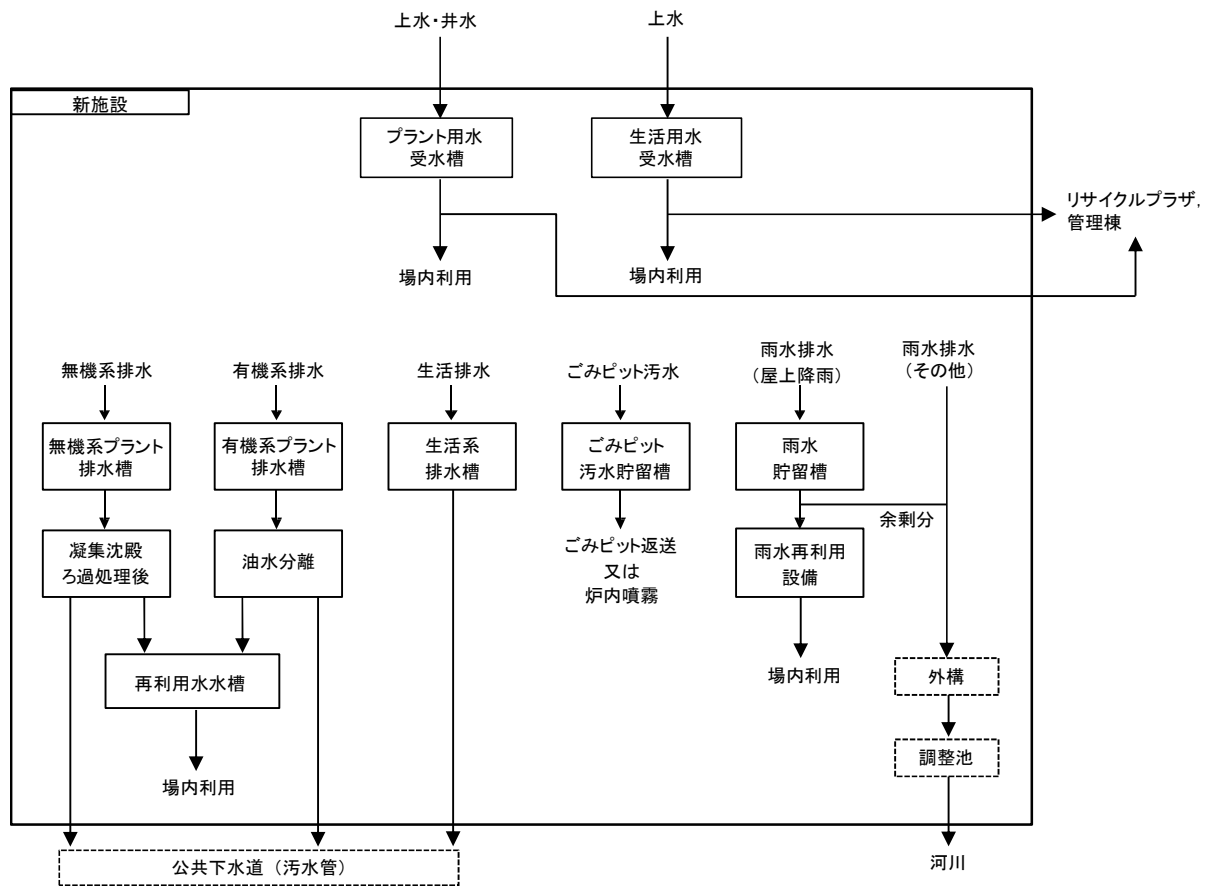 上水・井水
上水
新施設
プラント用水
受水槽
生活用水
受水槽
リサイクルプラザ,
管理棟
場内利用
場内利用
無機系排水
有機系排水
生活排水
ごみピット汚水
雨水排水
（屋上降雨）
雨水排水
（その他）
無機系プラント
排水槽
有機系プラント
排水槽
生活系
排水槽
ごみピット
汚水貯留槽
雨水
貯留槽
余剰分
凝集沈殿
ろ過処理後
油水分離
ごみピット返送
又は
炉内噴霧
雨水再利用
設備
再利用水水槽
場内利用
外構
場内利用
調整池
公共下水道（汚水管）
河川